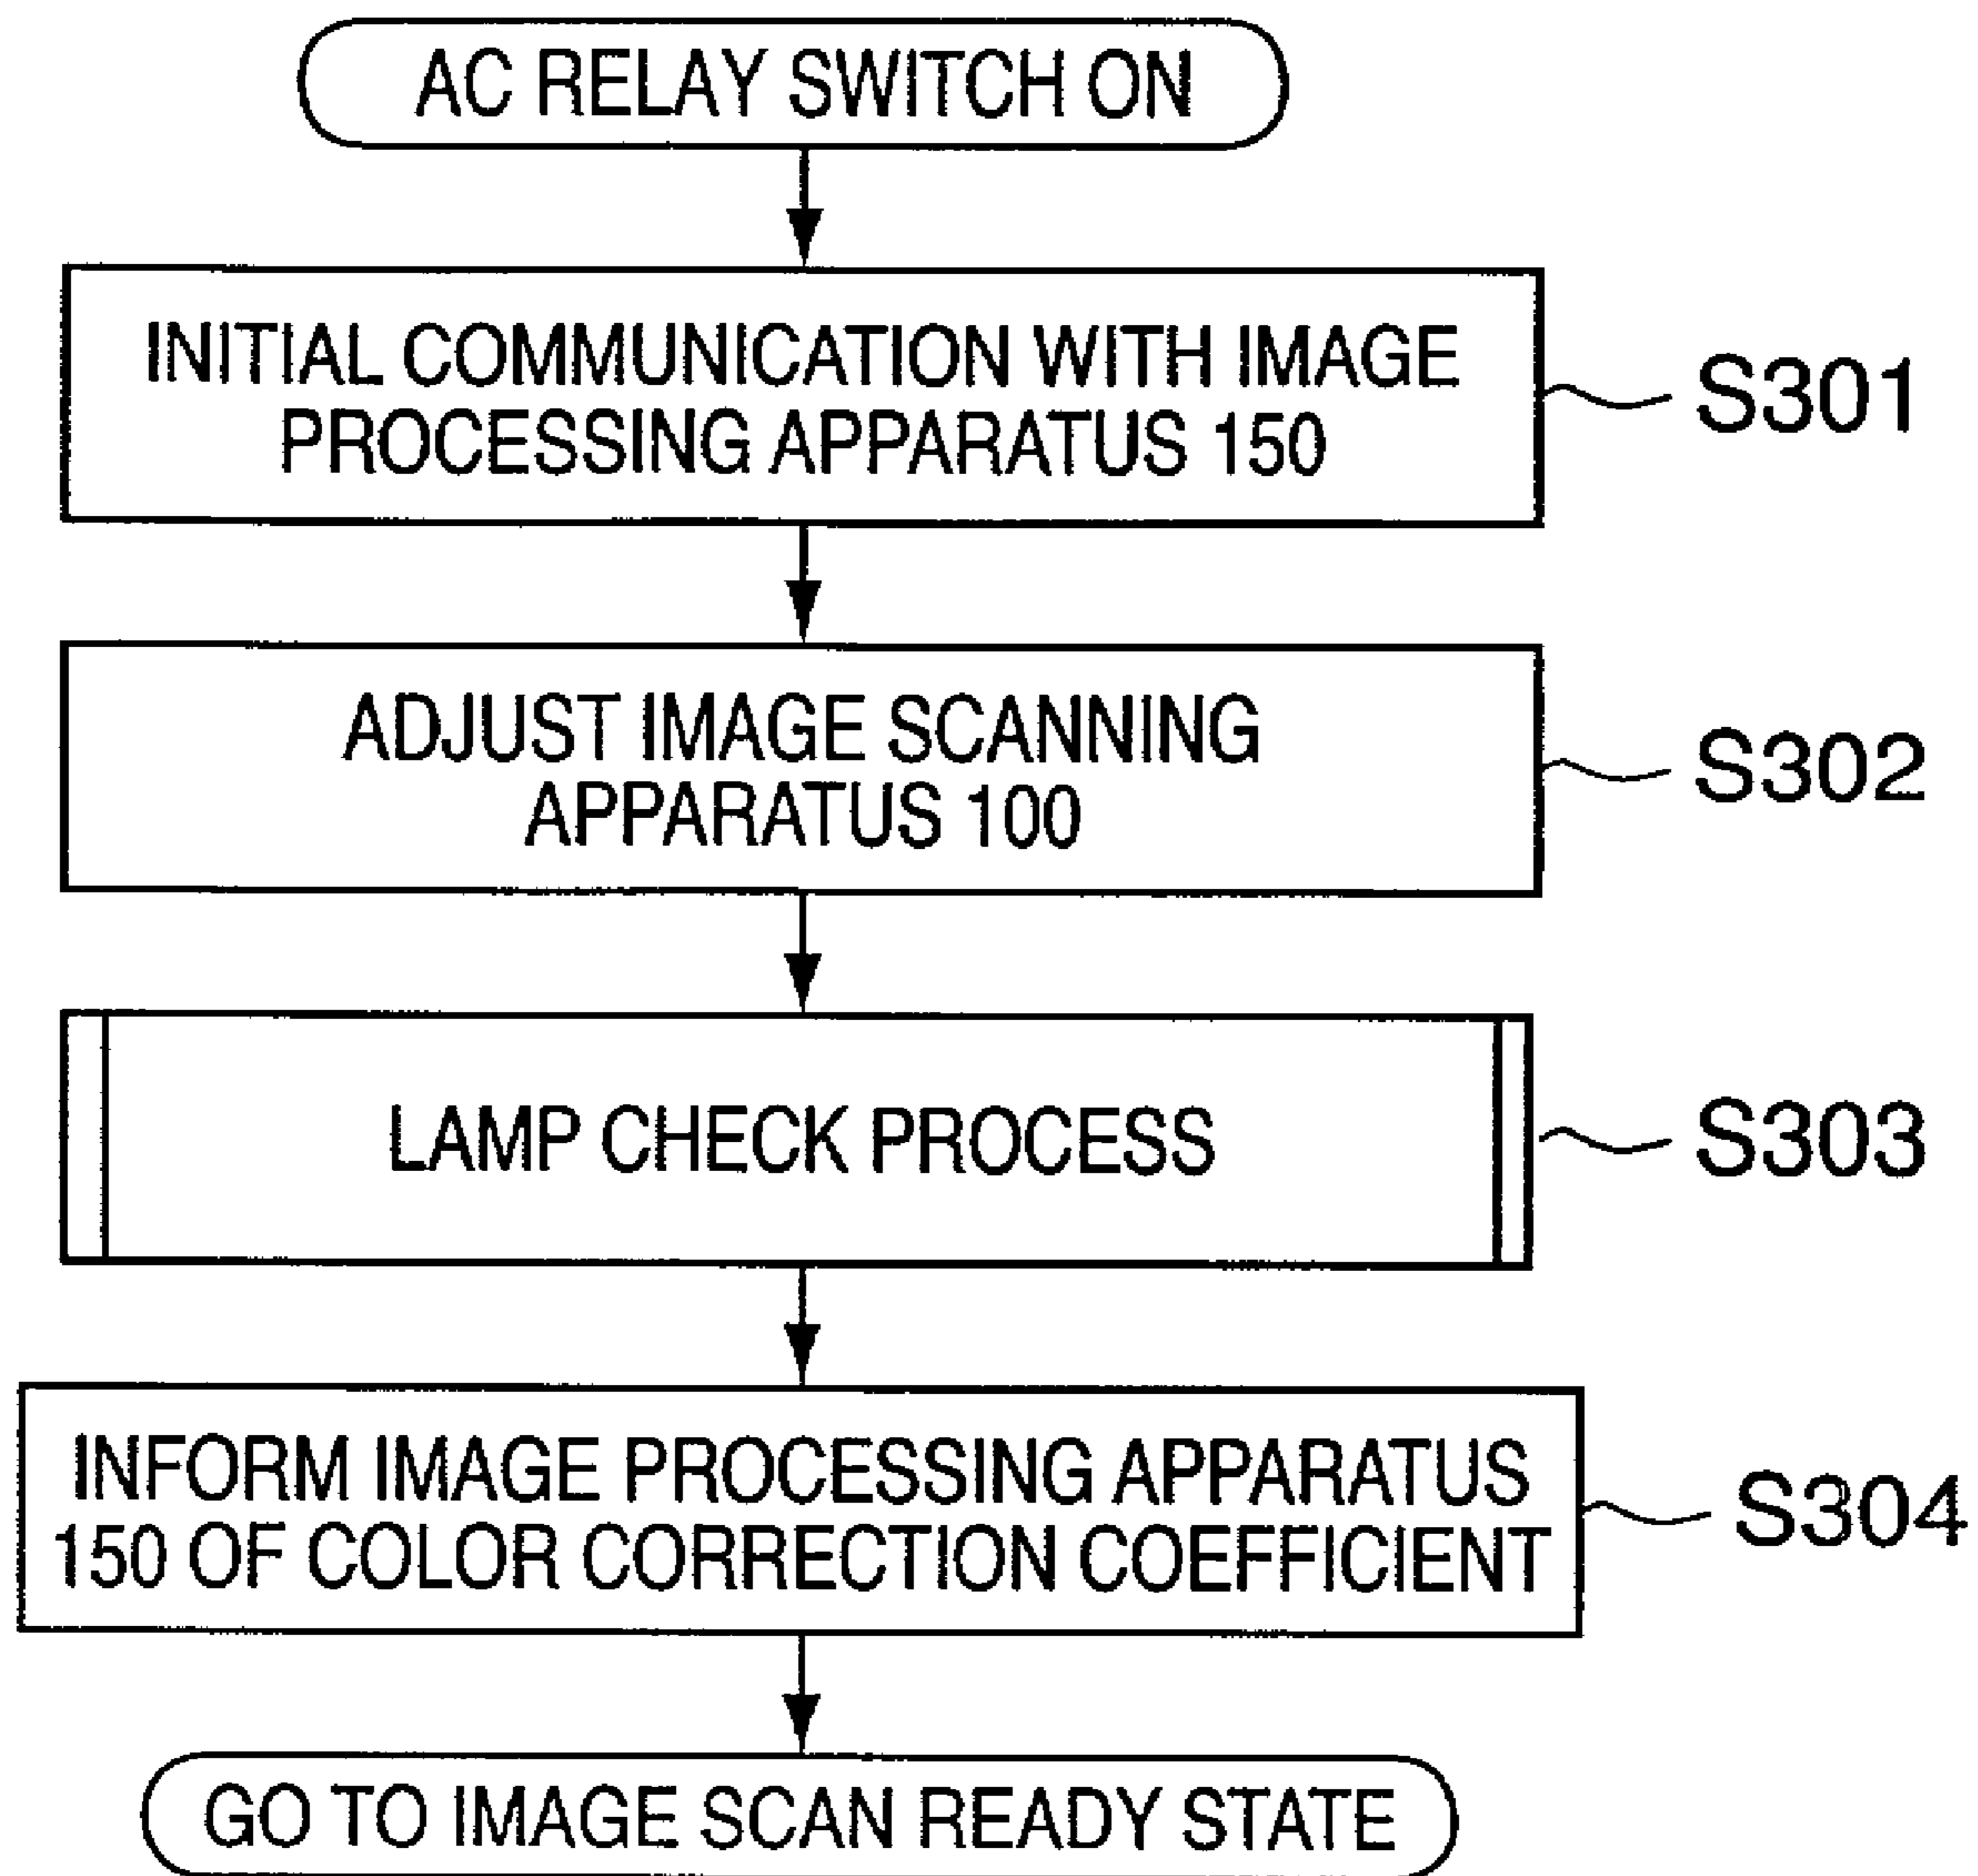 AC RELAY SWITCH ON
INITIAL COMMUNICATION WITH IMAGE
PROCESSING APPARATUS 150
S301
ADJUST IMAGE SCANNING
APPARATUS 100
S302
LAMP CHECK PROCESS
S303
INFORM IMAGE PROCESSING APPARATUS
150 OF COLOR CORRECTION COEFFICIENT
S304
GO TO IMAGE SCAN READY STATE